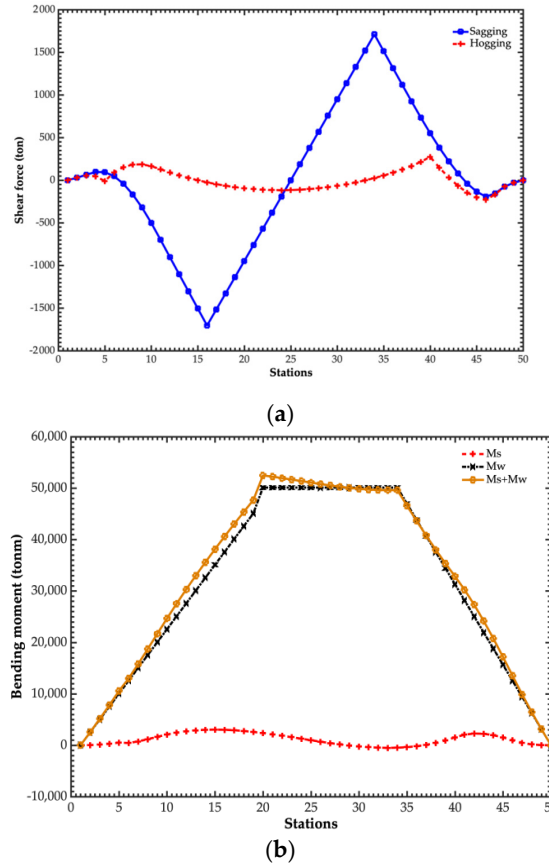 2000
1500
1000
500
0
-500
-1000
-1500
-2000
Shear force (ton)
Sagging
Hogging
0 5 10 15 20 25 30 35 40 45 50
Stations
(a)
60,000
50,000
40,000
30,000
20,000
10,000
0
-10,000
Bending moment (tonm)
Ms
Mw
Ms+Mw
0 5 10 15 20 25 30 35 40 45 50
Stations
(b)